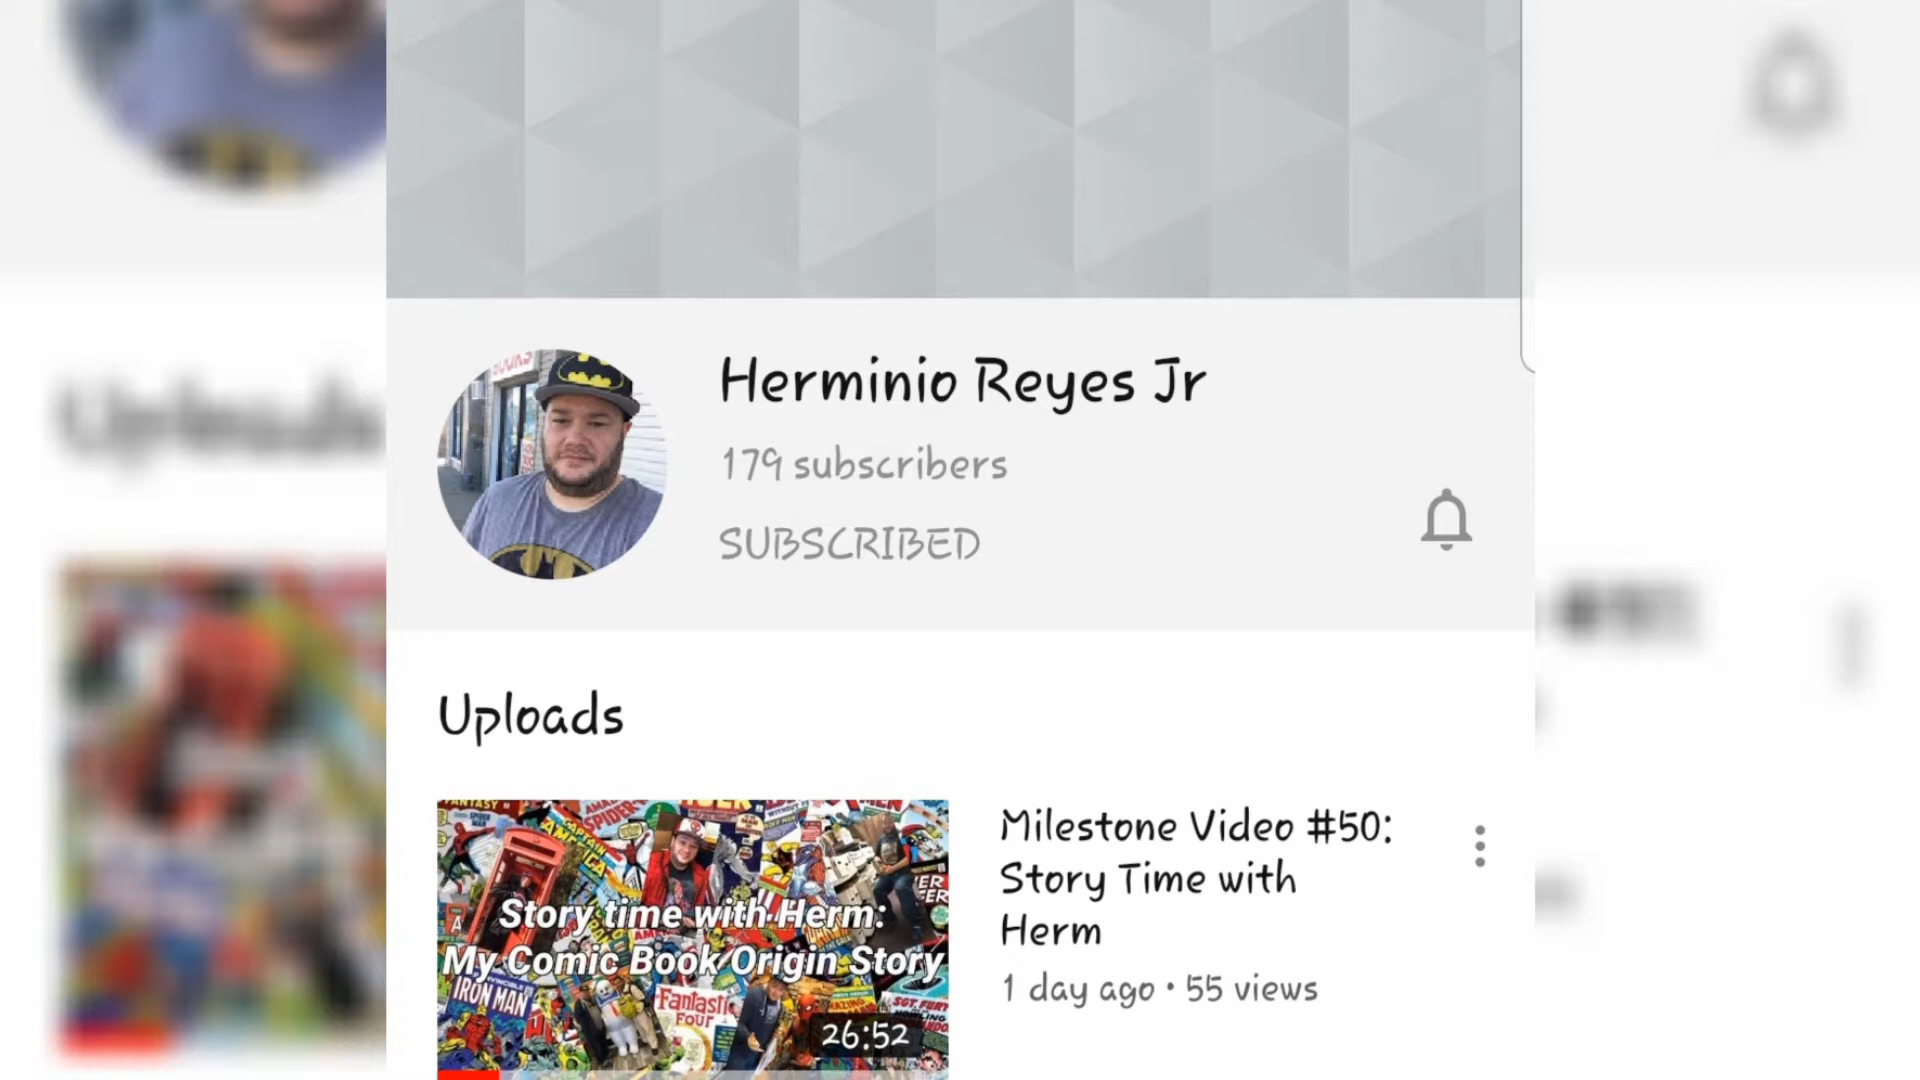 Herminio Reyes Jr
179 subscribers
SUBSCRIBED
Uploads
Milestone Video #50:
Story Time with
Herm
1 day ago • 55 views
Story time with Herm:
My Comic Book Origin Story
IRON MAN
Fantastic
FOUR
26:52